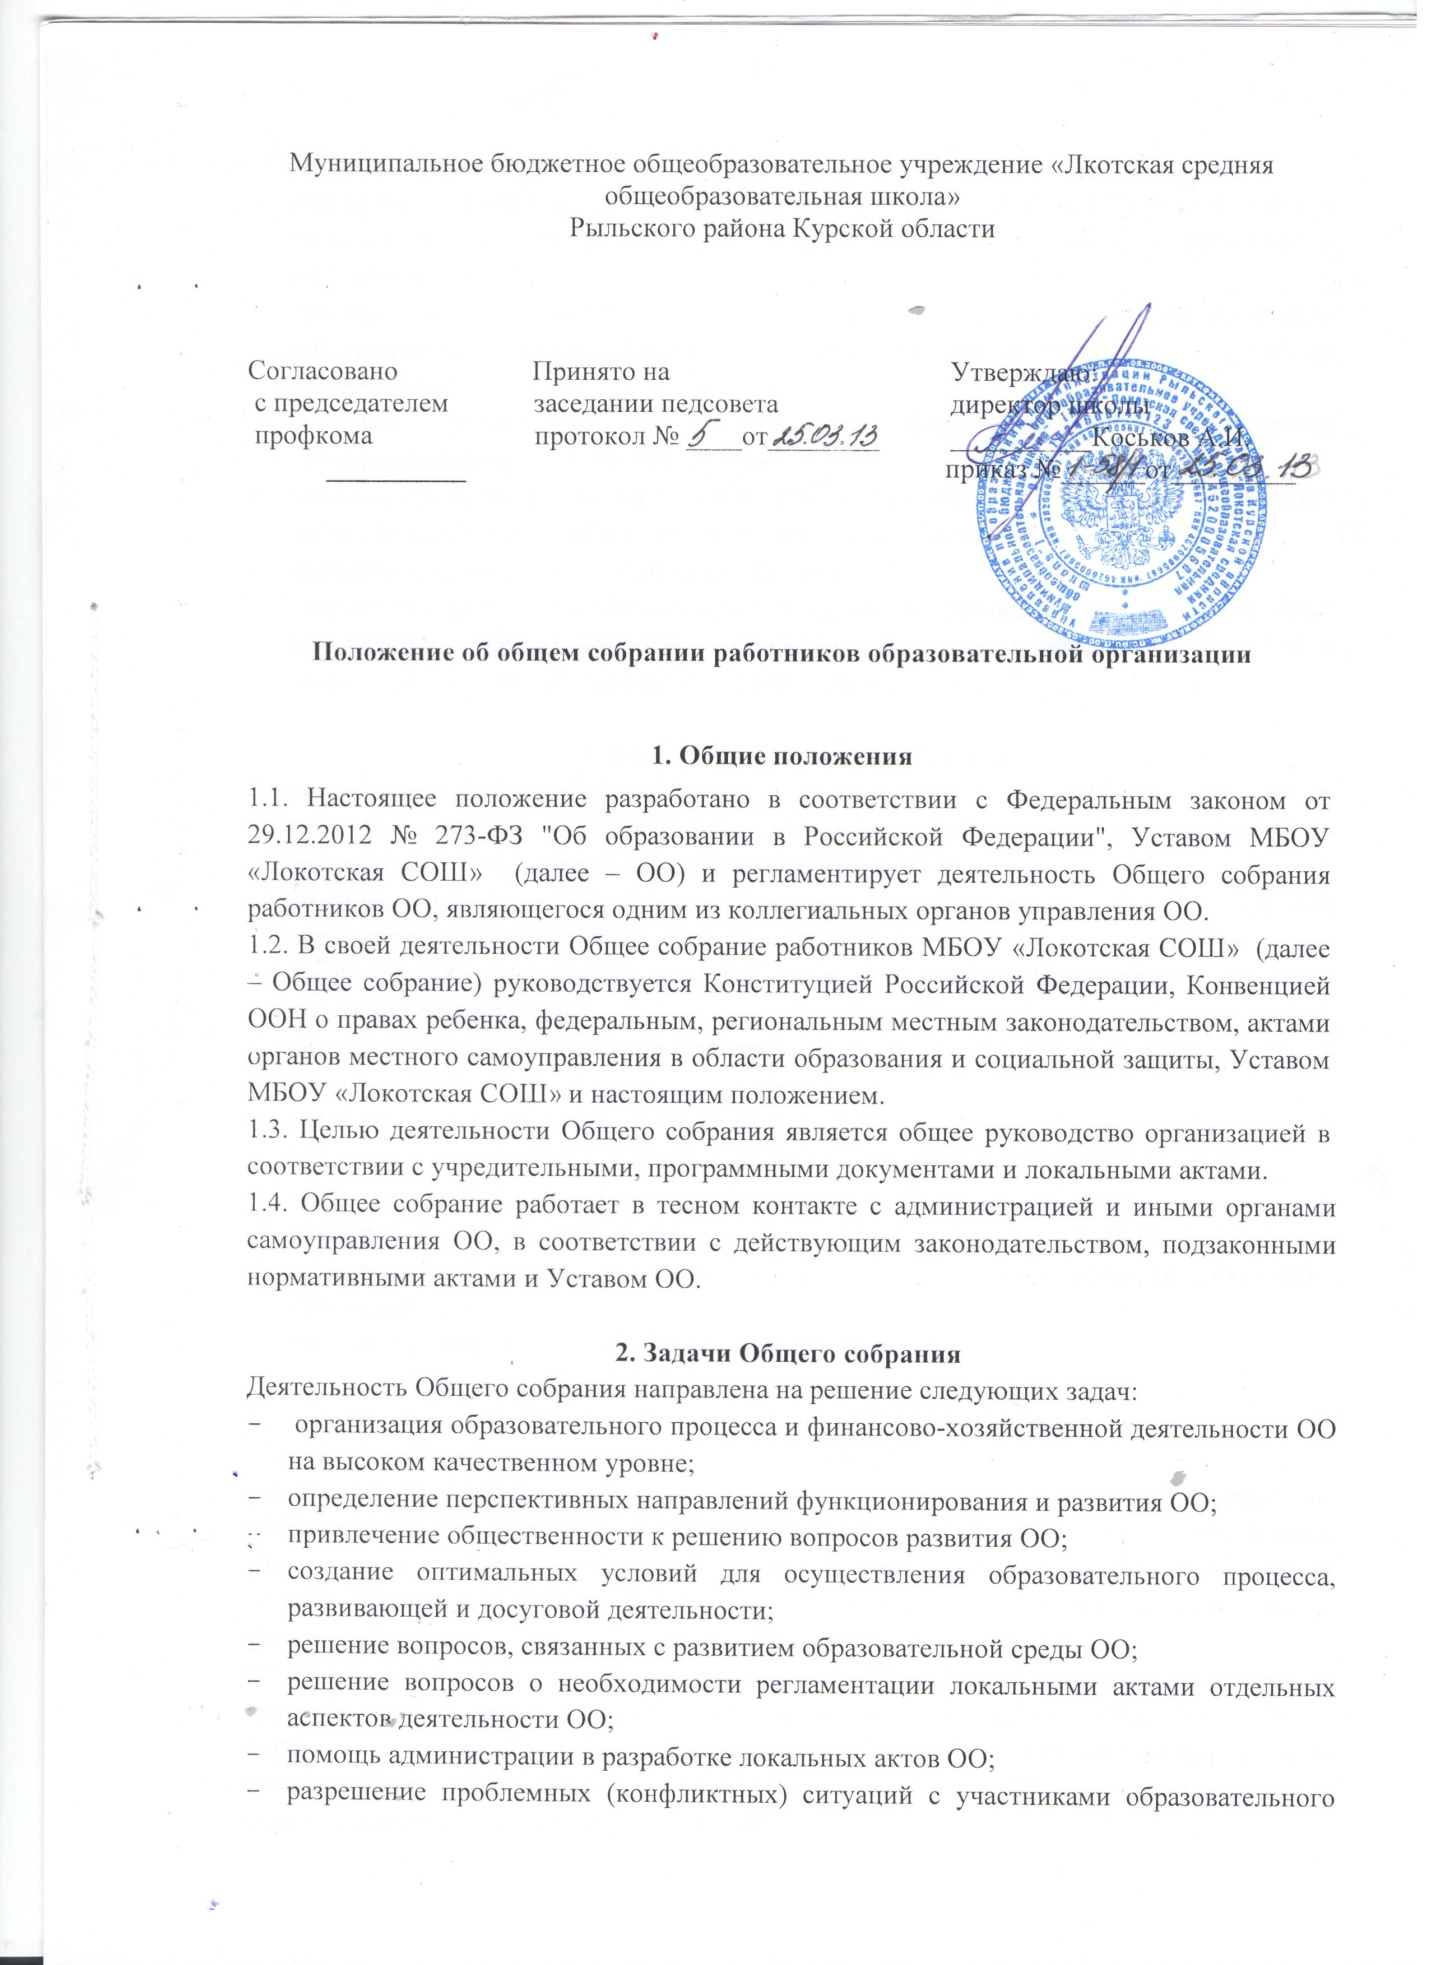 Муниципальное бюджетное общеобразовательное учреждение «Лкотская средняя
общеобразовательная школа»
Рыльского района Курской области
Согласовано
с председателем
профкома
Принято на
заседании педсовета
протокол № 5 от 25.03.13
Утверждаю:
директор школы
Коськов А.И.
приказ № 1-58/1 от 25.03.13
Положение об общем собрании работников образовательной организации
1. Общие положения
1.1. Настоящее положение разработано в соответствии с Федеральным законом от
29.12.2012 № 273-ФЗ "Об образовании в Российской Федерации", Уставом МБОУ
«Локотская СОШ» (далее – ОО) и регламентирует деятельность Общего собрания
работников ОО, являющегося одним из коллегиальных органов управления ОО.
1.2. В своей деятельности Общее собрание работников МБОУ «Локотская СОШ» (далее
– Общее собрание) руководствуется Конституцией Российской Федерации, Конвенцией
ООН о правах ребенка, федеральным, региональным местным законодательством, актами
органов местного самоуправления в области образования и социальной защиты, Уставом
МБОУ «Локотская СОШ» и настоящим положением.
1.3. Целью деятельности Общего собрания является общее руководство организацией в
соответствии с учредительными, программными документами и локальными актами.
1.4. Общее собрание работает в тесном контакте с администрацией и иными органами
самоуправления ОО, в соответствии с действующим законодательством, подзаконными
нормативными актами и Уставом ОО.
2. Задачи Общего собрания
Деятельность Общего собрания направлена на решение следующих задач:
− организация образовательного процесса и финансово-хозяйственной деятельности ОО
на высоком качественном уровне;
− определение перспективных направлений функционирования и развития ОО;
− привлечение общественности к решению вопросов развития ОО;
− создание оптимальных условий для осуществления образовательного процесса,
развивающей и досуговой деятельности;
− решение вопросов, связанных с развитием образовательной среды ОО;
− решение вопросов о необходимости регламентации локальными актами отдельных
аспектов деятельности ОО;
− помощь администрации в разработке локальных актов ОО;
− разрешение проблемных (конфликтных) ситуаций с участниками образовательного